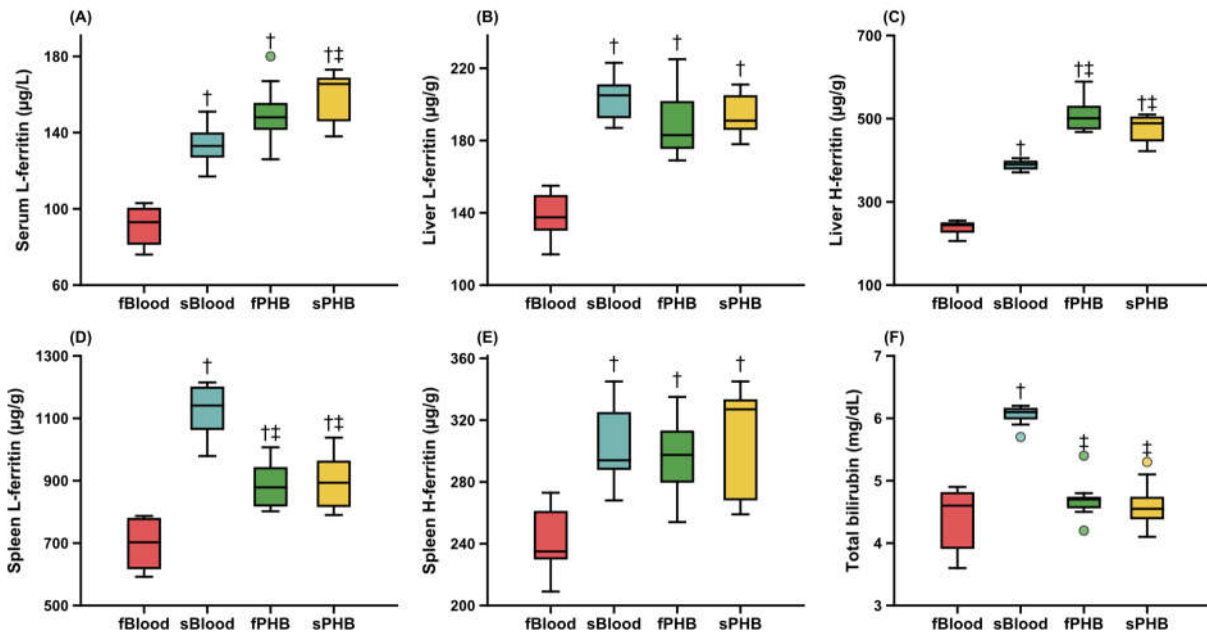 (A)
Serum L-ferritin (µg/L)
180
140
100
60
†
†
†‡
fBlood sBlood fPHB sPHB
(B)
Liver L-ferritin (µg/g)
220
180
140
100
†
†
†
fBlood sBlood fPHB sPHB
(C)
Liver H-ferritin (µg/g)
700
500
300
100
†
†‡
†‡
fBlood sBlood fPHB sPHB
(D)
Spleen L-ferritin (µg/g)
1300
1100
900
700
500
†
†‡
†‡
fBlood sBlood fPHB sPHB
(E)
Spleen H-ferritin (µg/g)
360
320
280
240
200
†
†
†
fBlood sBlood fPHB sPHB
(F)
Total bilirubin (mg/dL)
7
6
5
4
3
†
‡
‡
fBlood sBlood fPHB sPHB